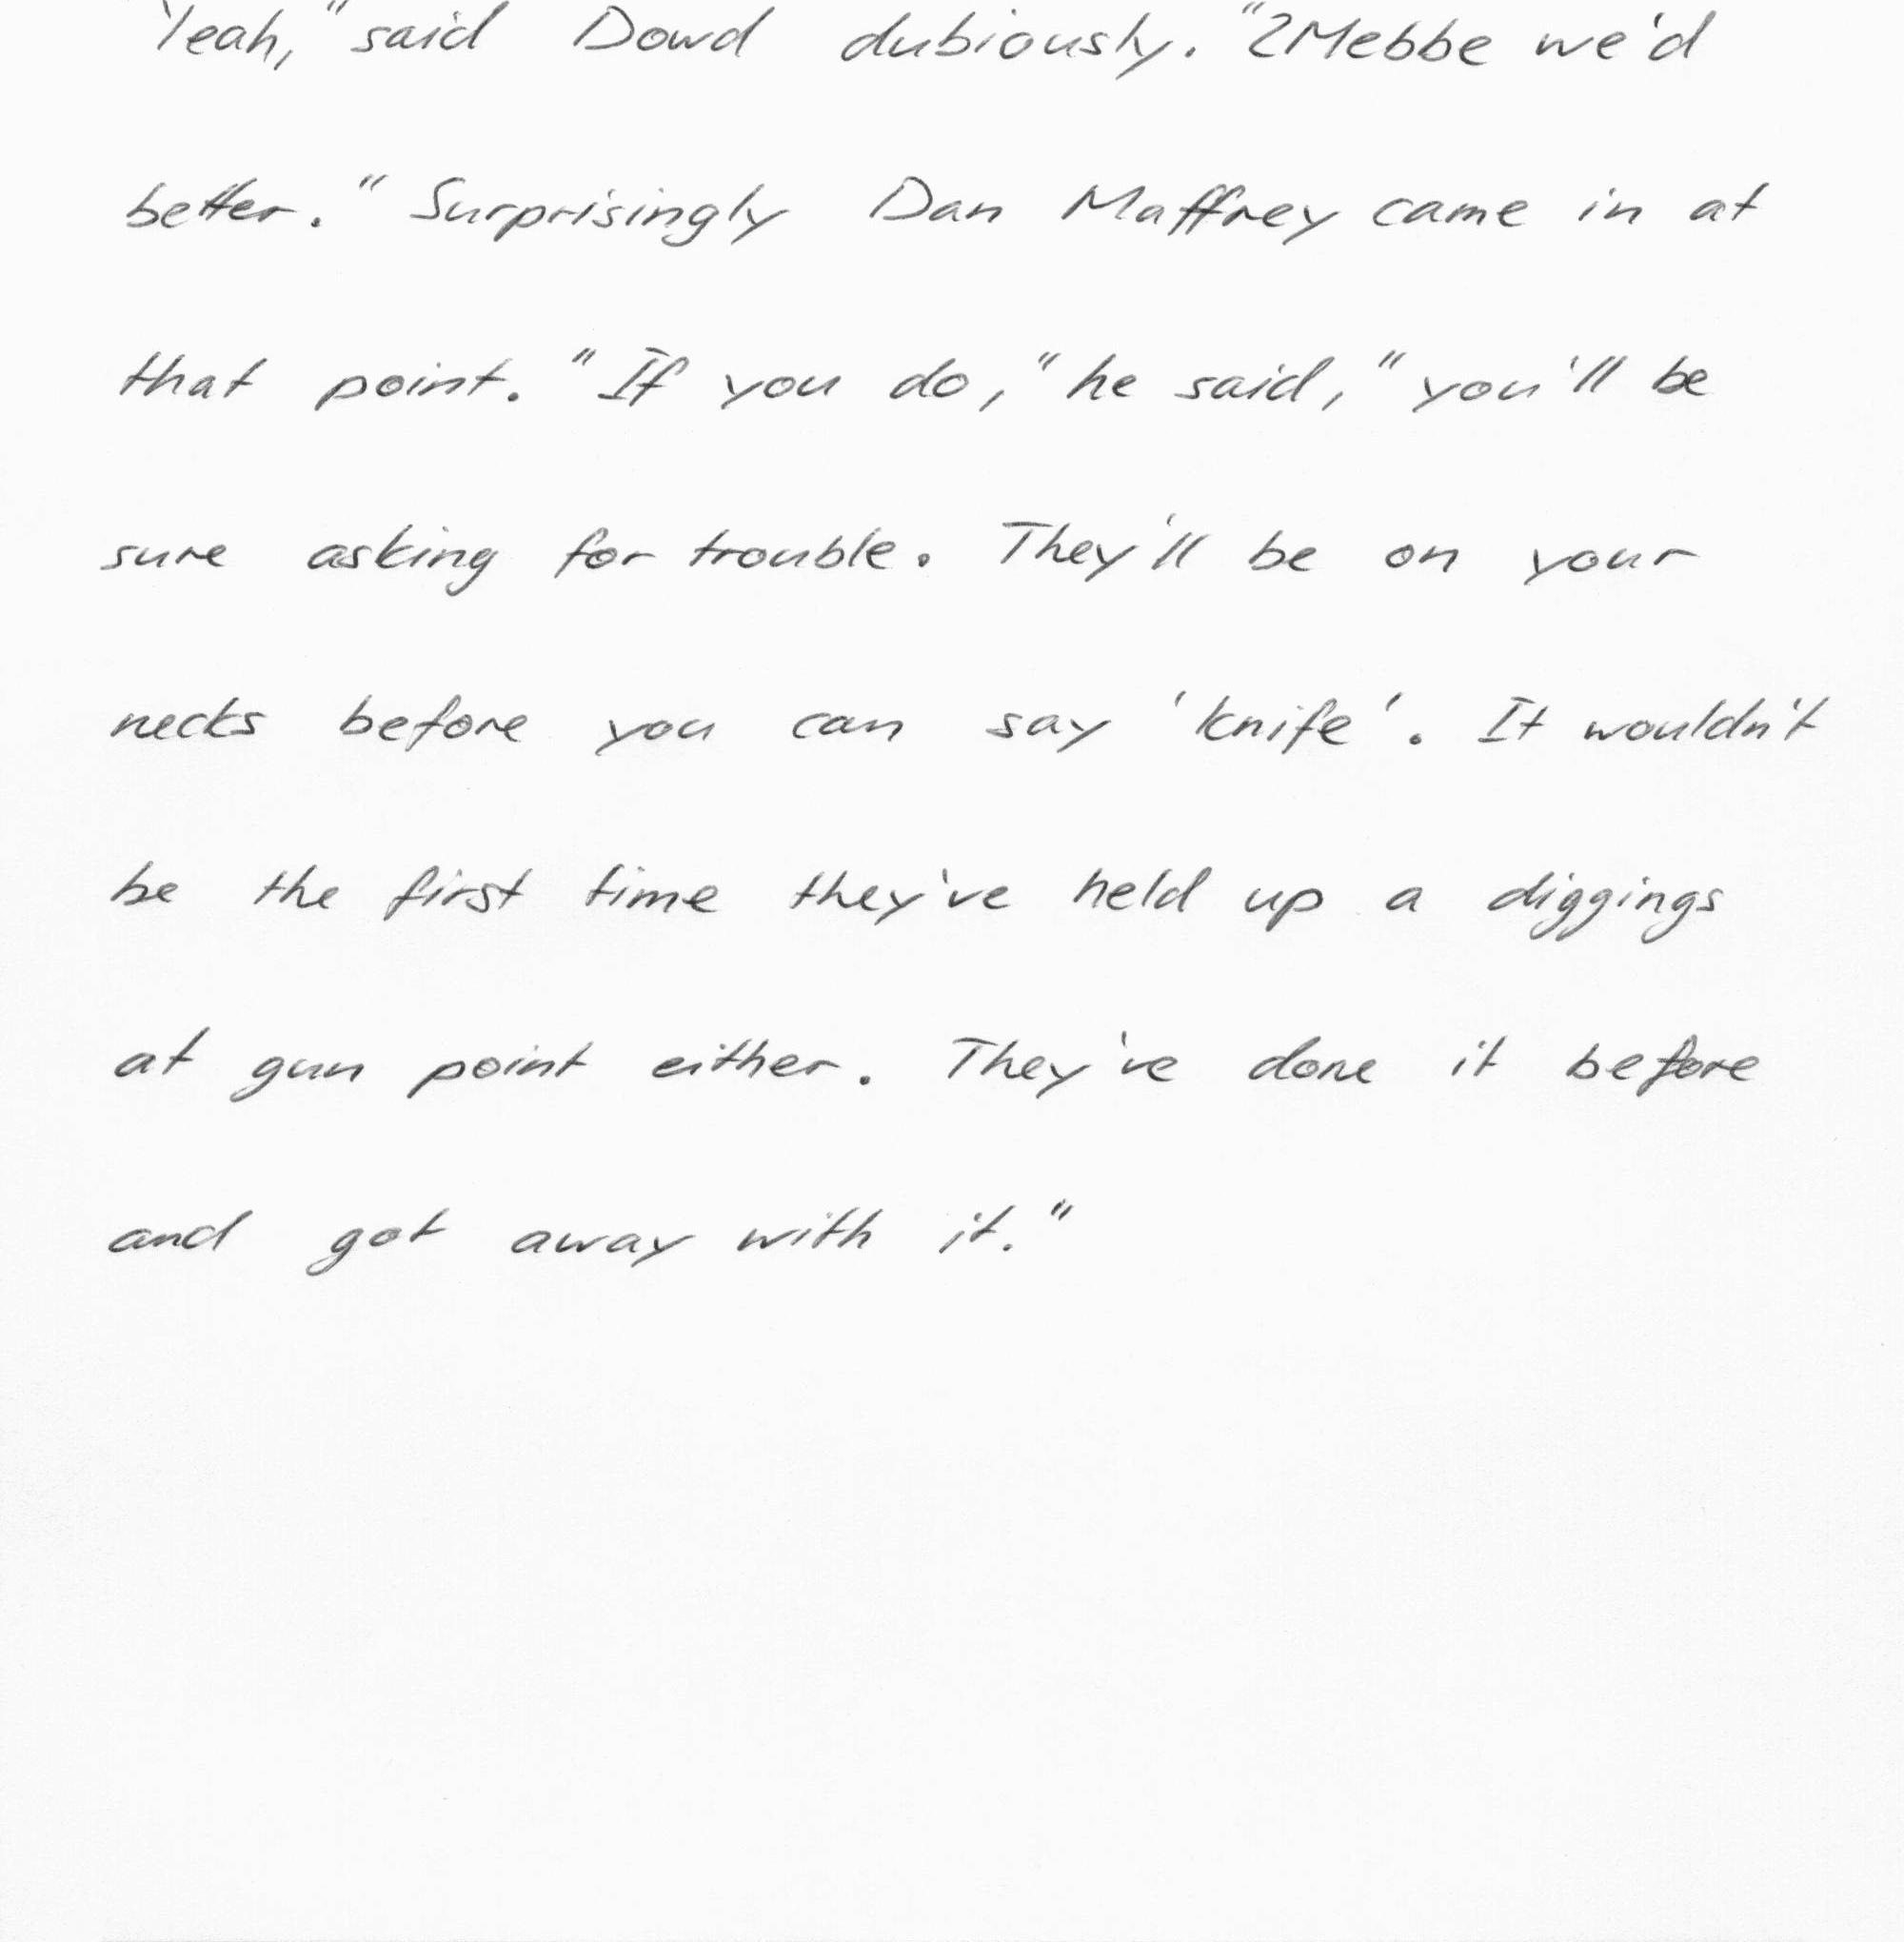 Yeah," said Dowd dubiously. "2Mebbe we'd
better." Surprisingly Dan Maffrey came in at
that point. "If you do," he said, "you'll be
sure asking for trouble. They'll be on your
necks before you can say 'knife'. It wouldn't
be the first time they've held up a diggings
at gun point either. They've done it before
and got away with it."